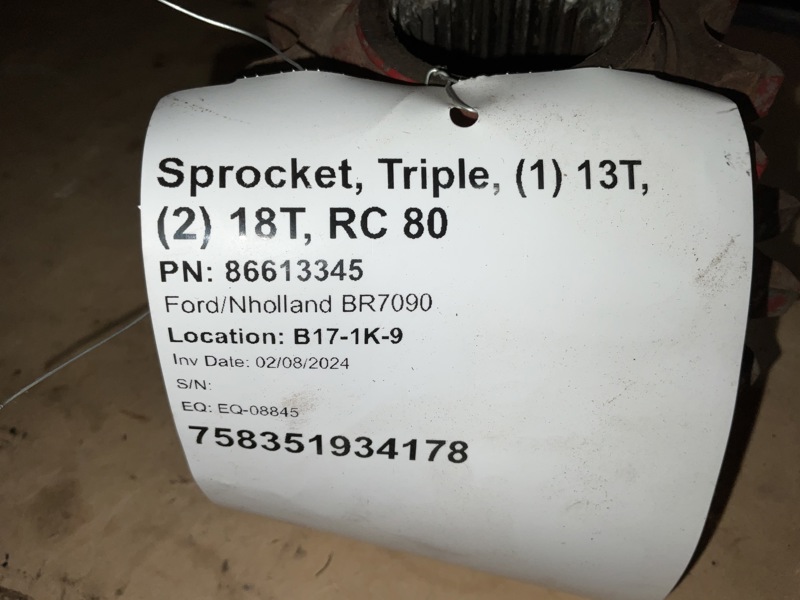 Sprocket, Triple, (1) 13T,
(2) 18T, RC 80
PN: 86613345
Ford/Nholland BR7090
Location: B17-1K-9
Inv Date: 02/08/2024
S/N:
EQ: EQ-08845
758351934178